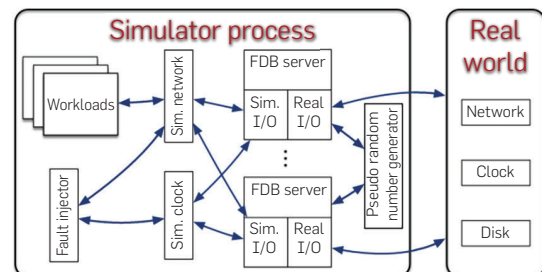 Simulator process
Workloads
Fault injector
Sim. network
Sim. clock
FDB server
Sim.
I/O
Real
I/O
...
FDB server
Sim.
I/O
Real
I/O
Pseudo random
number generator
Real
world
Network
Clock
Disk